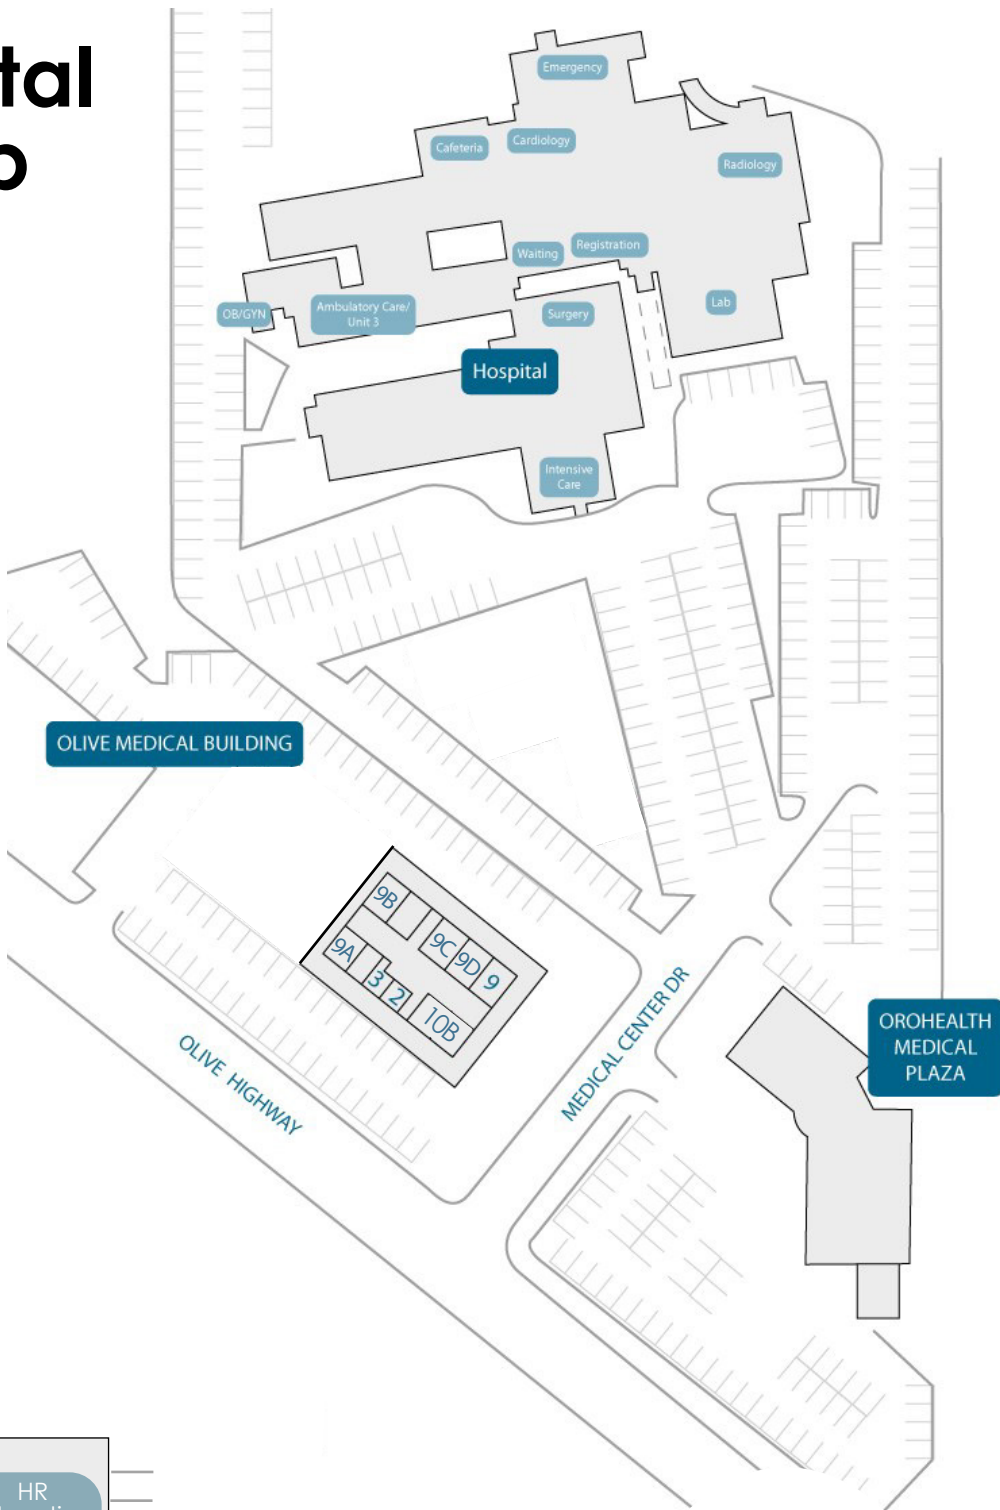 tal
p
Emergency
Cafeteria
Cardiology
Radiology
Waiting
Registration
OB/GYN
Ambulatory Care/
Unit 3
Surgery
Lab
Hospital
Intensive
Care
OLIVE MEDICAL BUILDING
9B
9C
9D
9
9A
3
2
10B
OLIVE HIGHWAY
MEDICAL CENTER DR
OROHEALTH
MEDICAL
PLAZA
HR